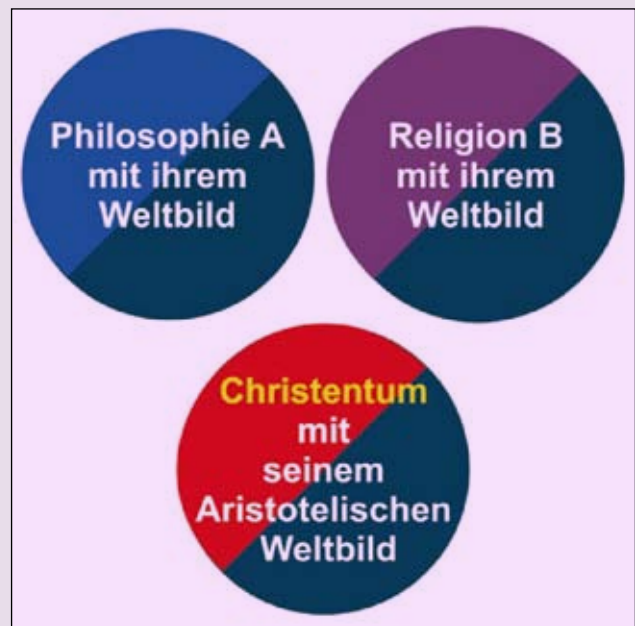 Philosophie A
mit ihrem
Weltbild
Religion B
mit ihrem
Weltbild
Christentum
mit
seinem
Aristotelischen
Weltbild